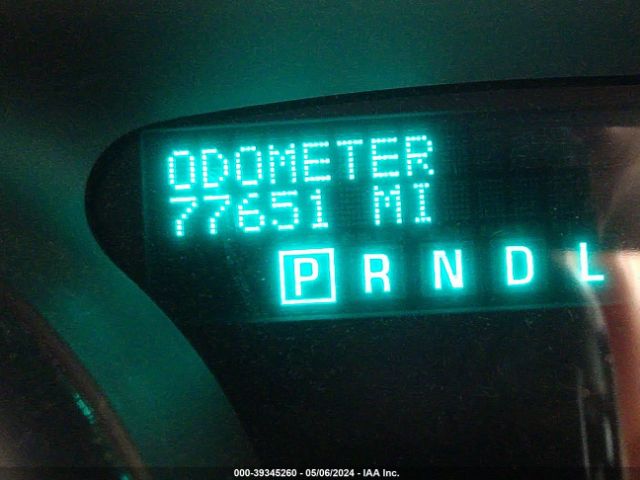 ODOMETER
77651 MI
P R N D L
000-39345260 - 05/06/2024 - IAA Inc.